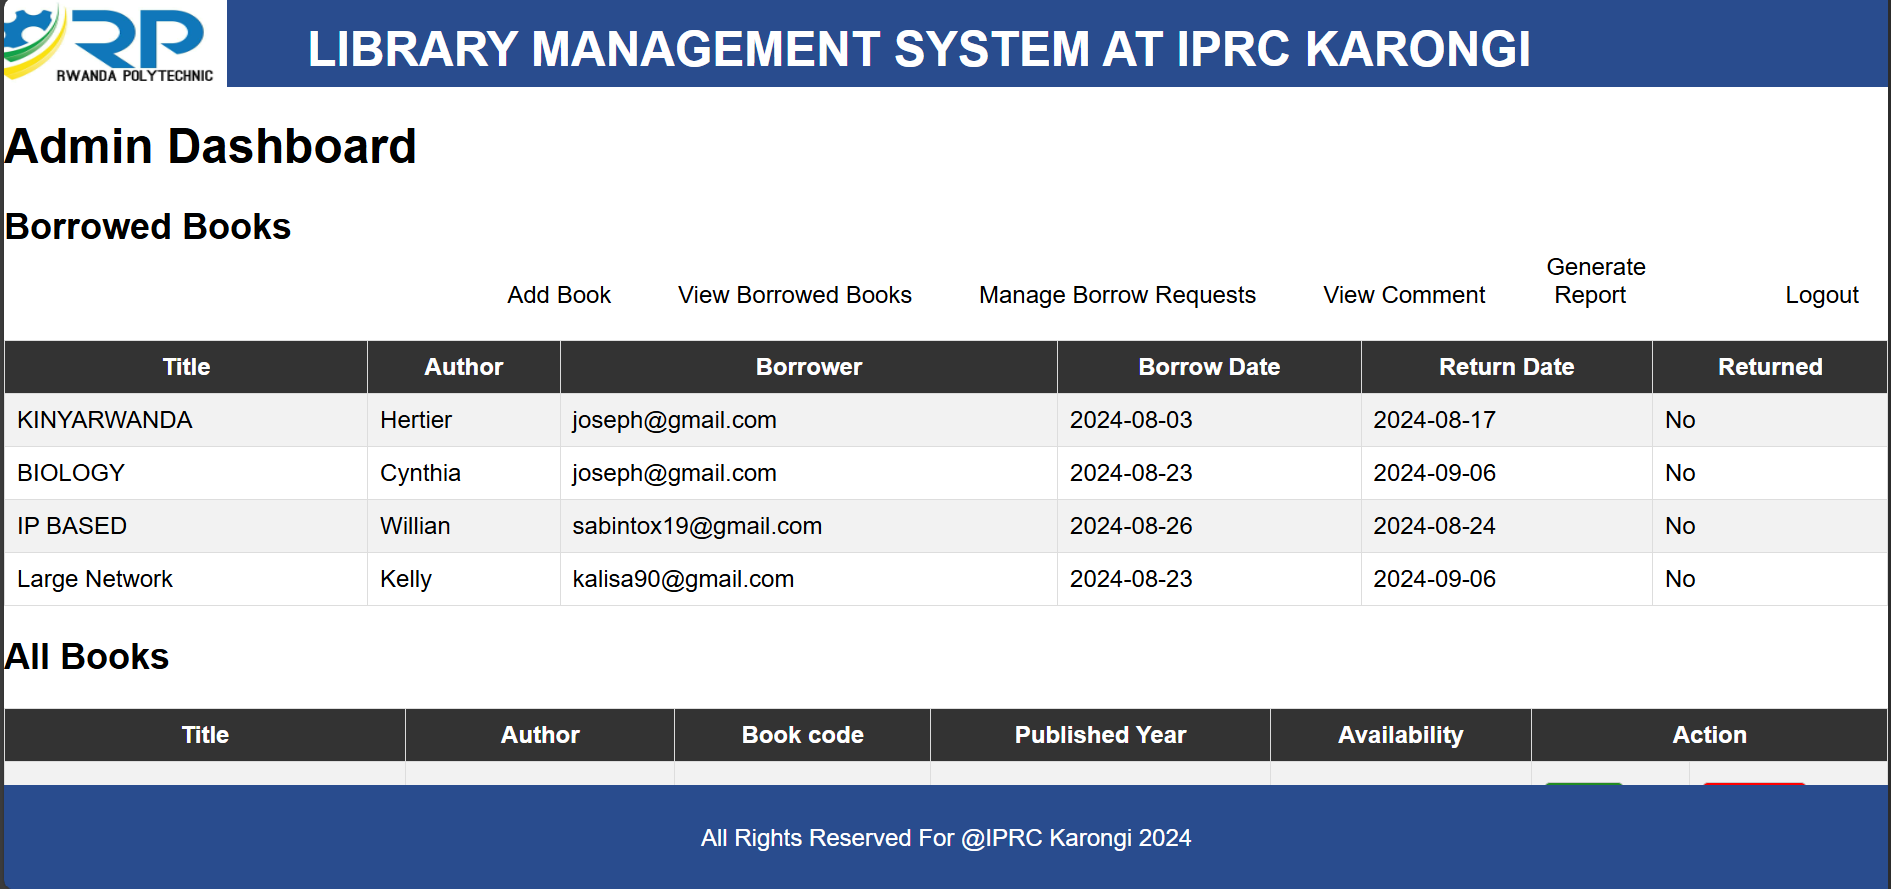 RP
RWANDA POLYTECHNIC
LIBRARY MANAGEMENT SYSTEM AT IPRC KARONGI
Admin Dashboard
Borrowed Books
Add Book View Borrowed Books Manage Borrow Requests View Comment Generate Report Logout
Title Author Borrower Borrow Date Return Date Returned
KINYARWANDA Hertier joseph@gmail.com 2024-08-03 2024-08-17 No
BIOLOGY Cynthia joseph@gmail.com 2024-08-23 2024-09-06 No
IP BASED Willian sabintox19@gmail.com 2024-08-26 2024-08-24 No
Large Network Kelly kalisa90@gmail.com 2024-08-23 2024-09-06 No
All Books
Title Author Book code Published Year Availability Action
All Rights Reserved For @IPRC Karongi 2024